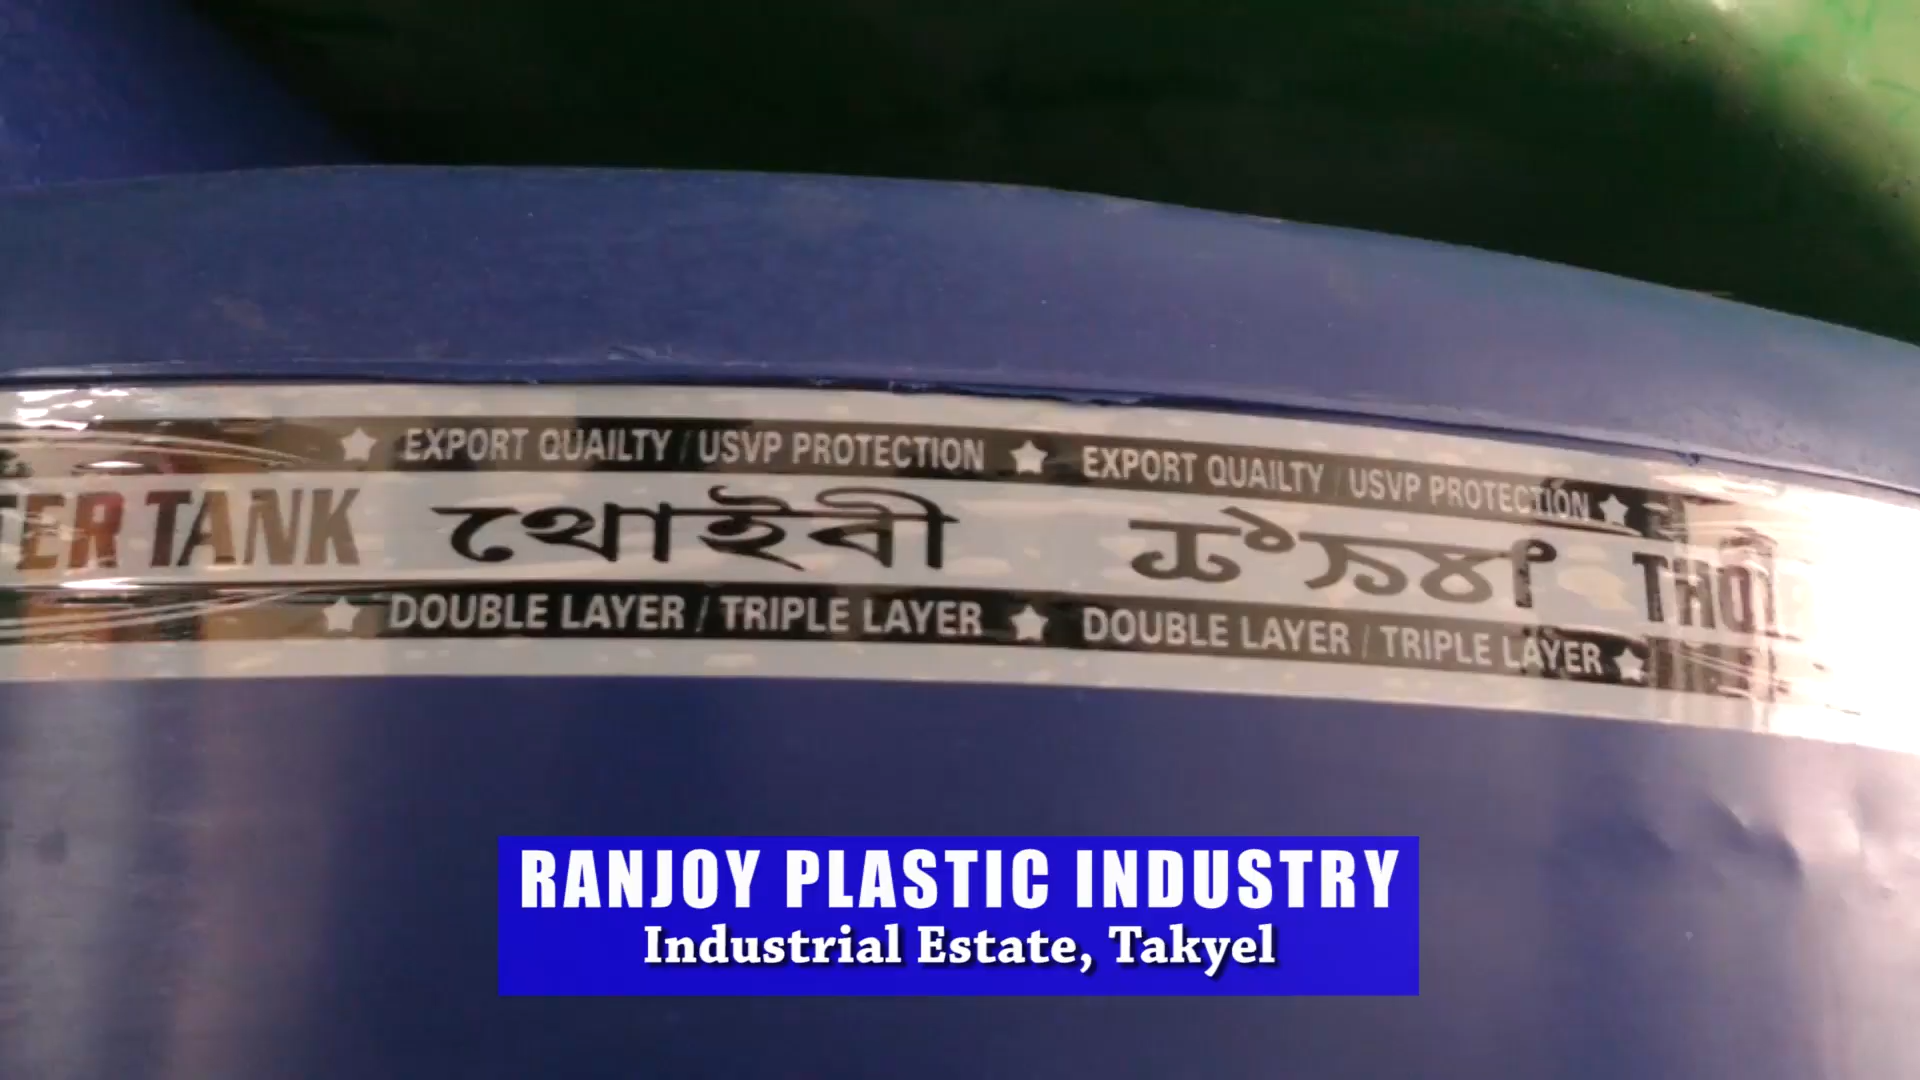 EXPORT QUAILTY / USVP PROTECTION ★ EXPORT QUAILTY / USVP PROTECTION
TER TANK থোইবী ꯊꯣꯢꯕꯤ THOI
DOUBLE LAYER / TRIPLE LAYER ★ DOUBLE LAYER / TRIPLE LAYER
RANJOY PLASTIC INDUSTRY
Industrial Estate, Takyel